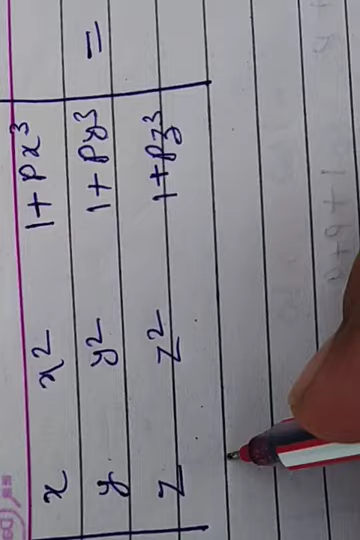 x x² 1+Px³
y y² 1+Py³ =
z z² 1+Pz³